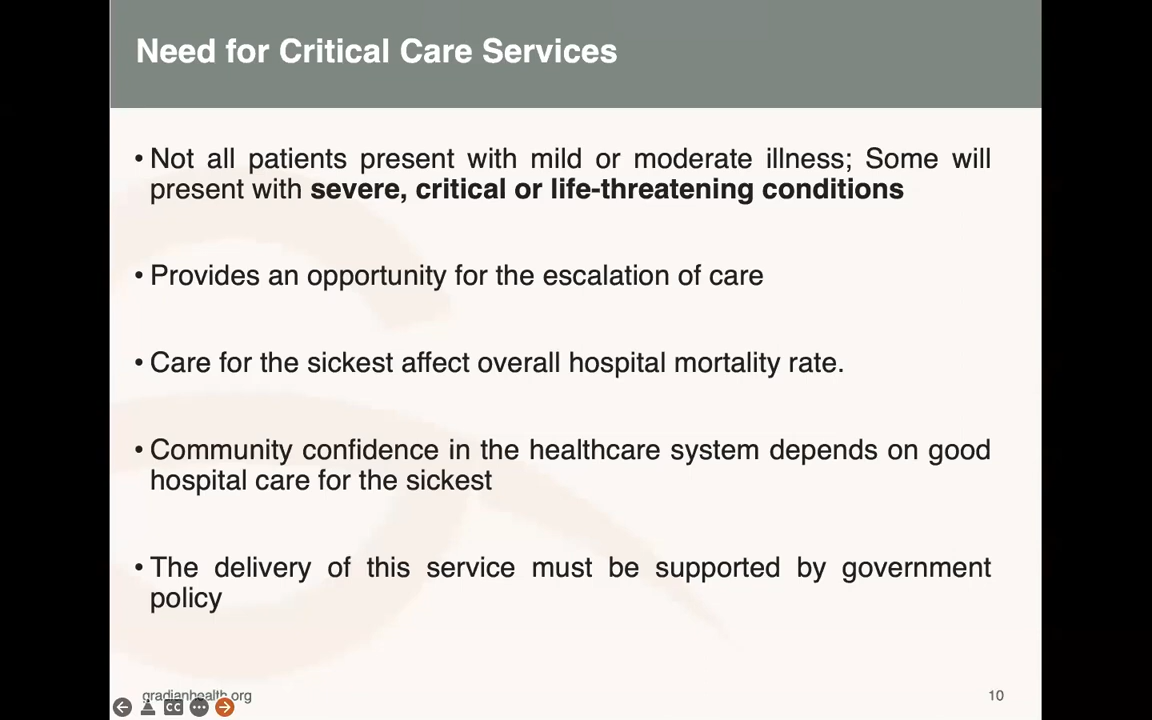 Need for Critical Care Services
• Not all patients present with mild or moderate illness; Some will
present with severe, critical or life-threatening conditions
• Provides an opportunity for the escalation of care
• Care for the sickest affect overall hospital mortality rate.
• Community confidence in the healthcare system depends on good
hospital care for the sickest
• The delivery of this service must be supported by government
policy
gradianhealth.org
10
CC